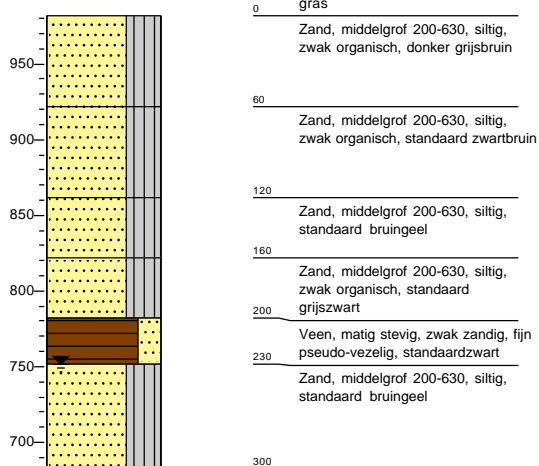 gras
0
Zand, middelgrof 200-630, siltig,
zwak organisch, donker grijsbruin
950
60
Zand, middelgrof 200-630, siltig,
zwak organisch, standaard zwartbruin
900
120
Zand, middelgrof 200-630, siltig,
standaard bruingeel
850
160
Zand, middelgrof 200-630, siltig,
zwak organisch, standaard
grijszwart
800
200
Veen, matig stevig, zwak zandig, fijn
pseudo-vezelig, standaardzwart
230
750
Zand, middelgrof 200-630, siltig,
standaard bruingeel
700
300